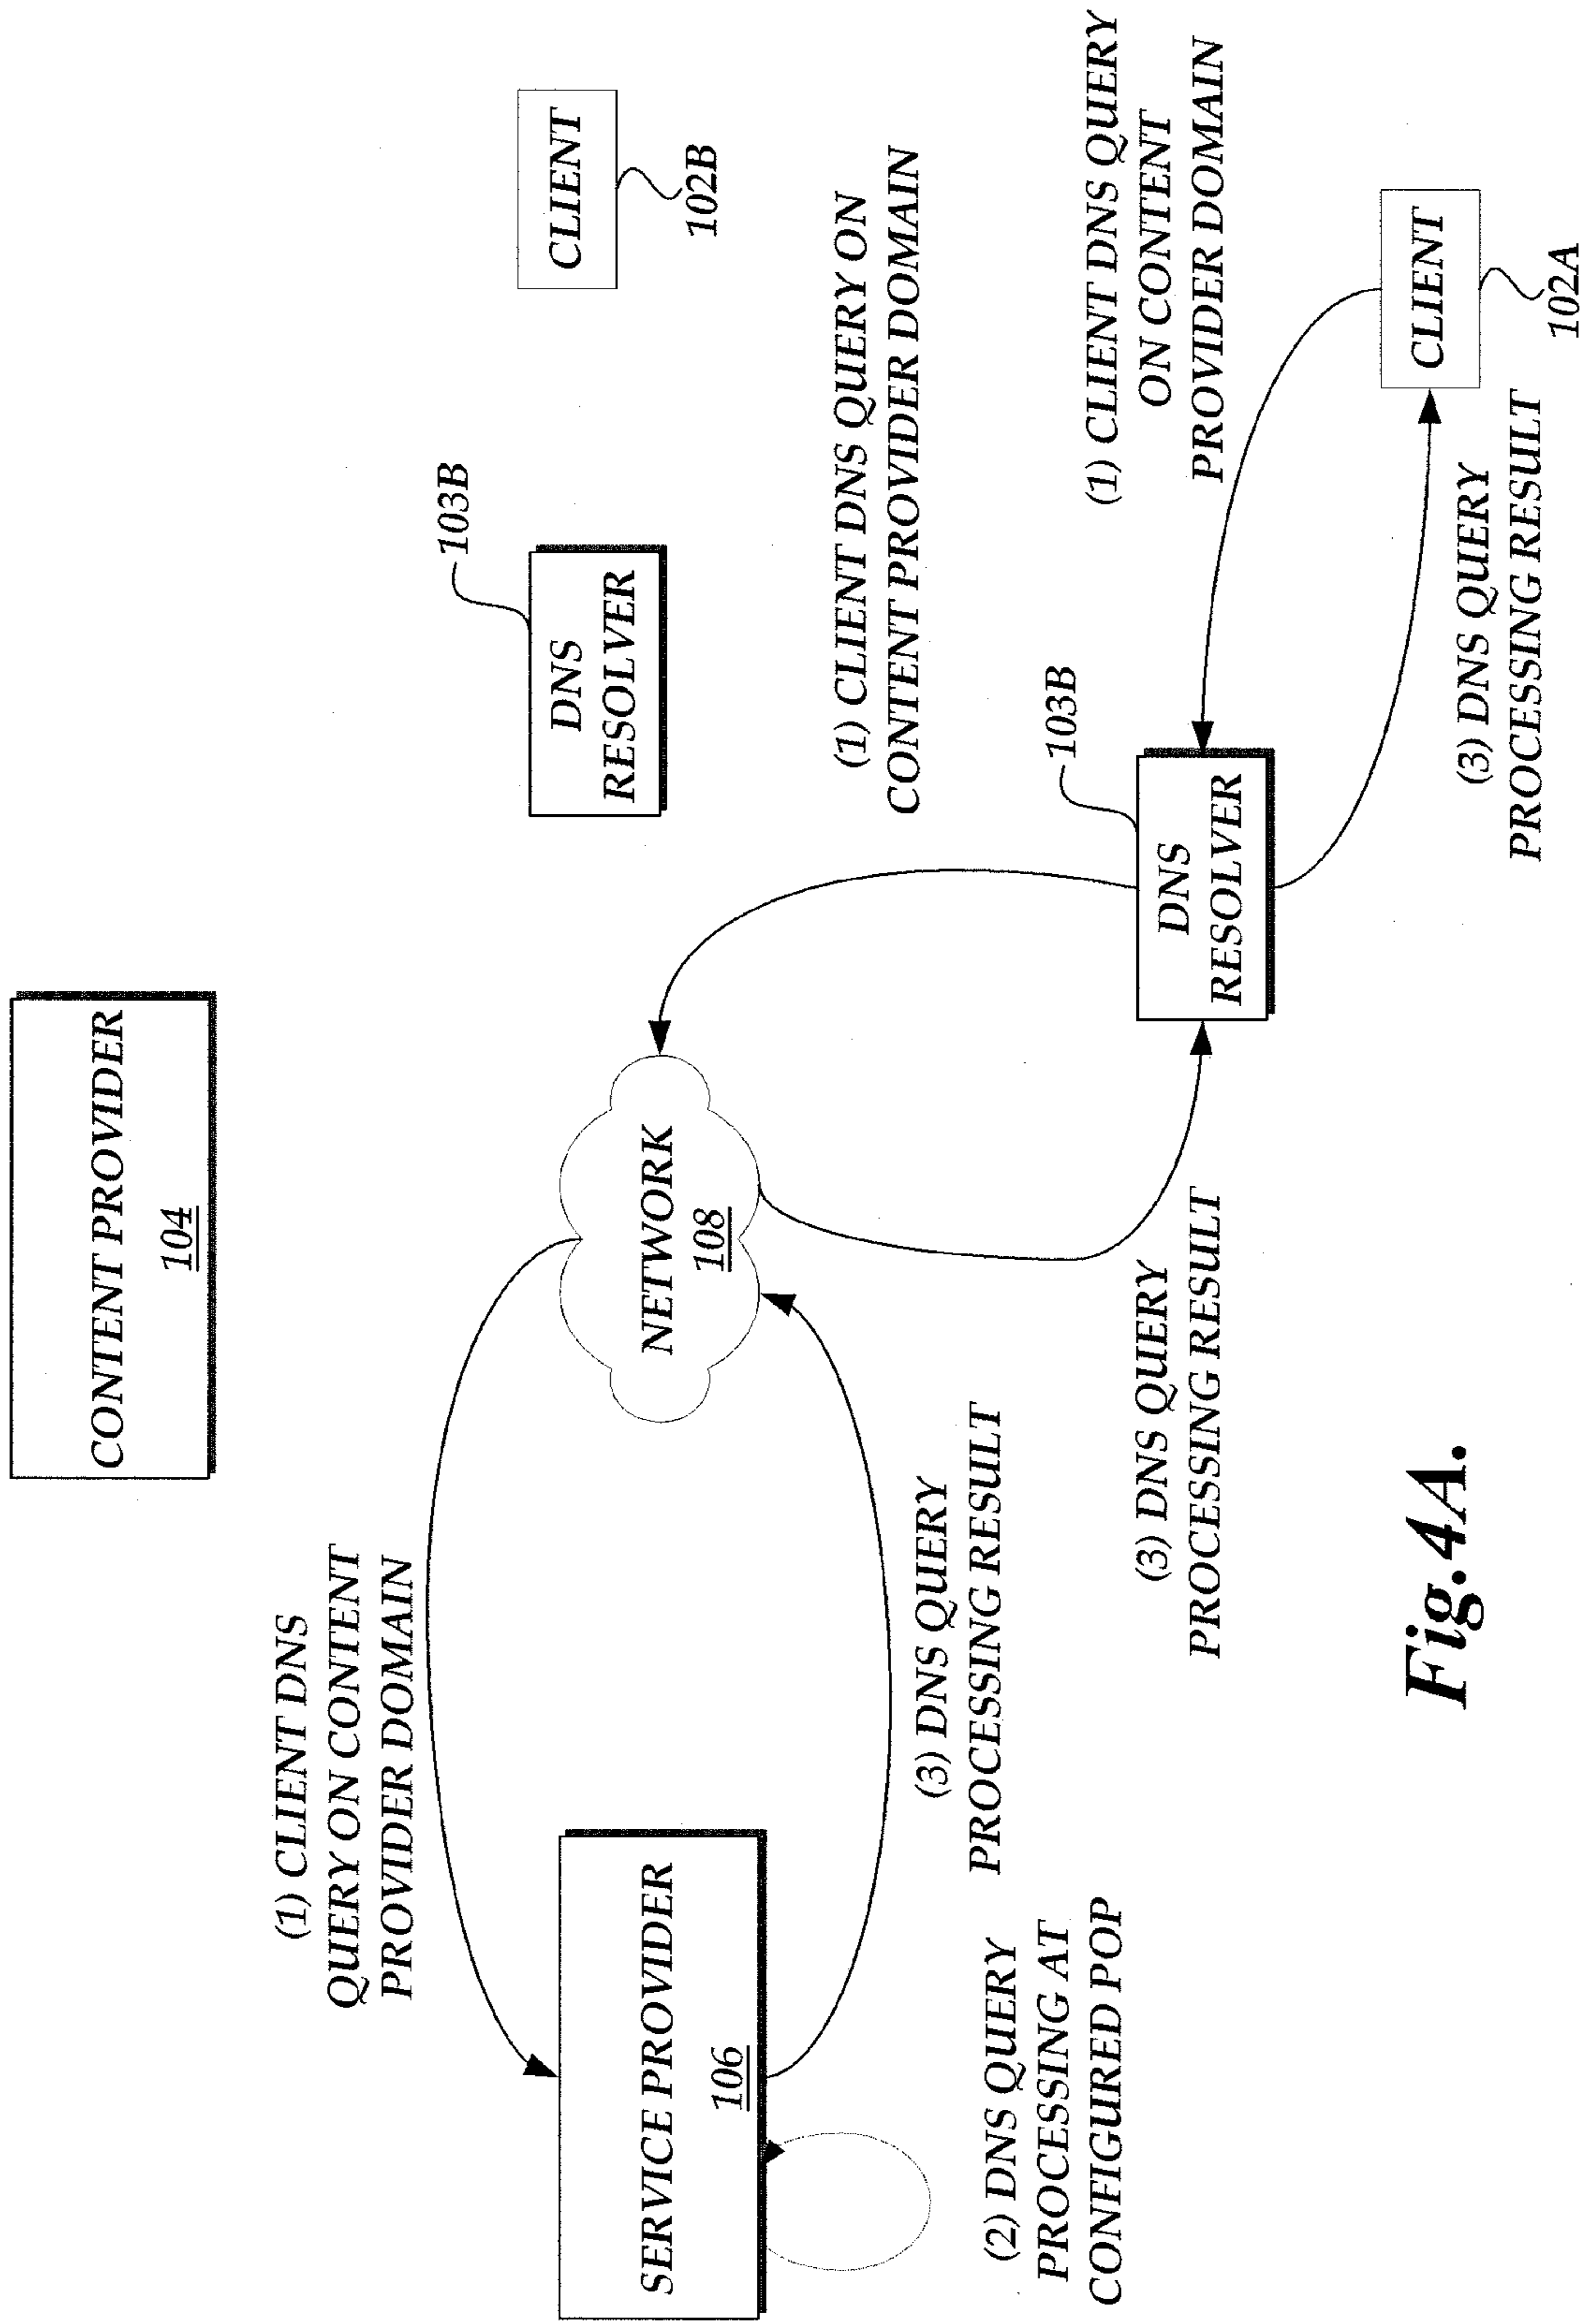 CONTENT PROVIDER
104
CLIENT
102B
103B
DNS
RESOLVER
(1) CLIENT DNS
QUERY ON CONTENT
PROVIDER DOMAIN
NETWORK
108
(1) CLIENT DNS QUERY ON
CONTENT PROVIDER DOMAIN
SERVICE PROVIDER
106
(3) DNS QUERY
PROCESSING RESULT
(2) DNS QUERY
PROCESSING AT
CONFIGURED POP
103B
DNS
RESOLVER
(1) CLIENT DNS QUERY
ON CONTENT
PROVIDER DOMAIN
(3) DNS QUERY
PROCESSING RESULT
CLIENT
102A
(3) DNS QUERY
PROCESSING RESULT
Fig.4A.